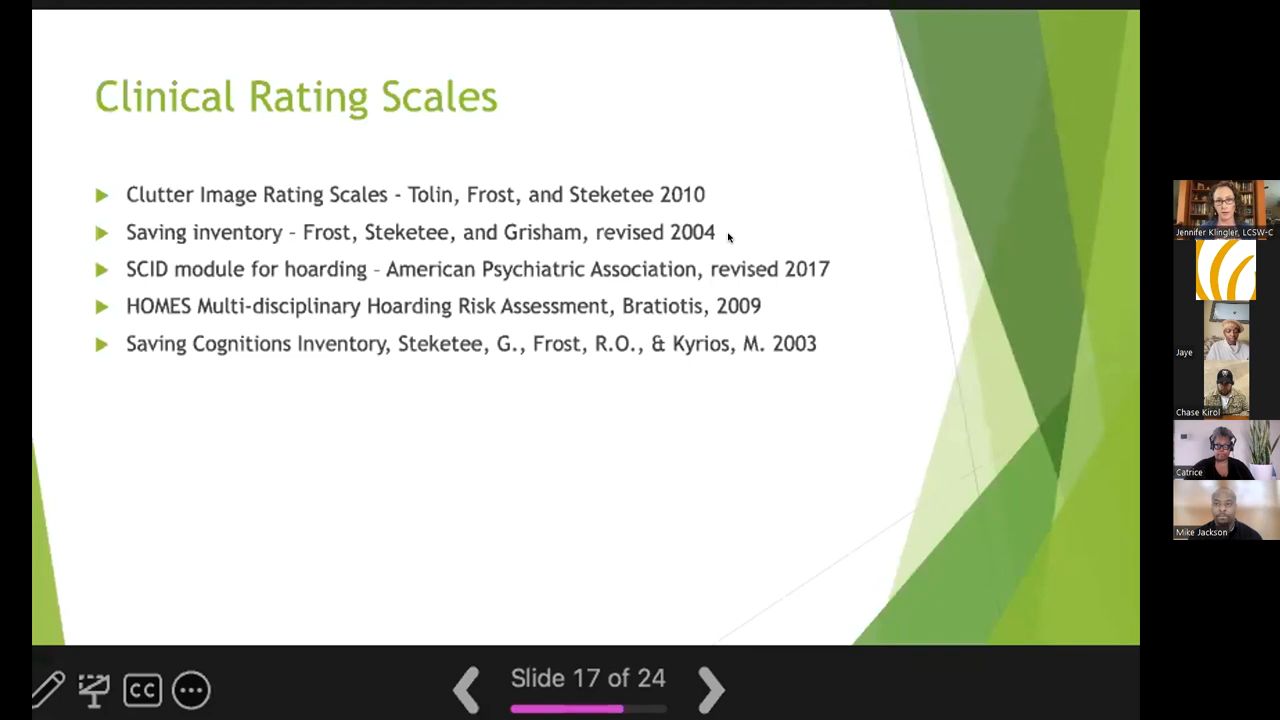 Clinical Rating Scales
Clutter Image Rating Scales - Tolin, Frost, and Steketee 2010
Saving inventory – Frost, Steketee, and Grisham, revised 2004
SCID module for hoarding – American Psychiatric Association, revised 2017
HOMES Multi-disciplinary Hoarding Risk Assessment, Bratiotis, 2009
Saving Cognitions Inventory, Steketee, G., Frost, R.O., & Kyrios, M. 2003
CC
Slide 17 of 24
Jennifer Klingler, LCSW-C
Jaye
Chase Kirol
Catrice
Mike Jackson